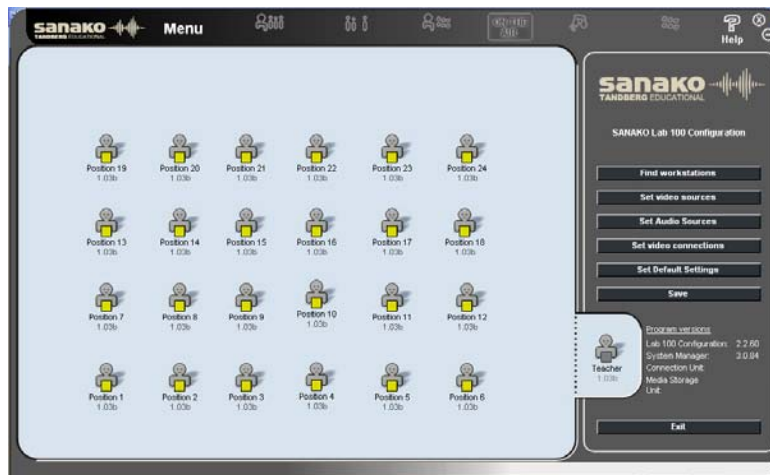 sanako
TANDBERG EDUCATIONAL
Menu
ON THE
AIR
Help
Position 19
1.03b
Position 20
1.03b
Position 21
1.03b
Position 22
1.03b
Position 23
1.03b
Position 24
1.03b
Position 13
1.03b
Position 14
1.03b
Position 15
1.03b
Position 16
1.03b
Position 17
1.03b
Position 18
1.03b
Position 7
1.03b
Position 8
1.03b
Position 9
1.03b
Position 10
1.03b
Position 11
1.03b
Position 12
1.03b
Position 1
1.03b
Position 2
1.03b
Position 3
1.03b
Position 4
1.03b
Position 5
1.03b
Position 6
1.03b
Teacher
1.03b
sanako
TANDBERG EDUCATIONAL
SANAKO Lab 100 Configuration
Find workstations
Set video sources
Set Audio Sources
Set video connections
Set Default Settings
Save
Program versions
Lab 100 Configuration: 2.2.60
System Manager: 3.0.84
Connection Unit:
Media Storage
Unit:
Exit